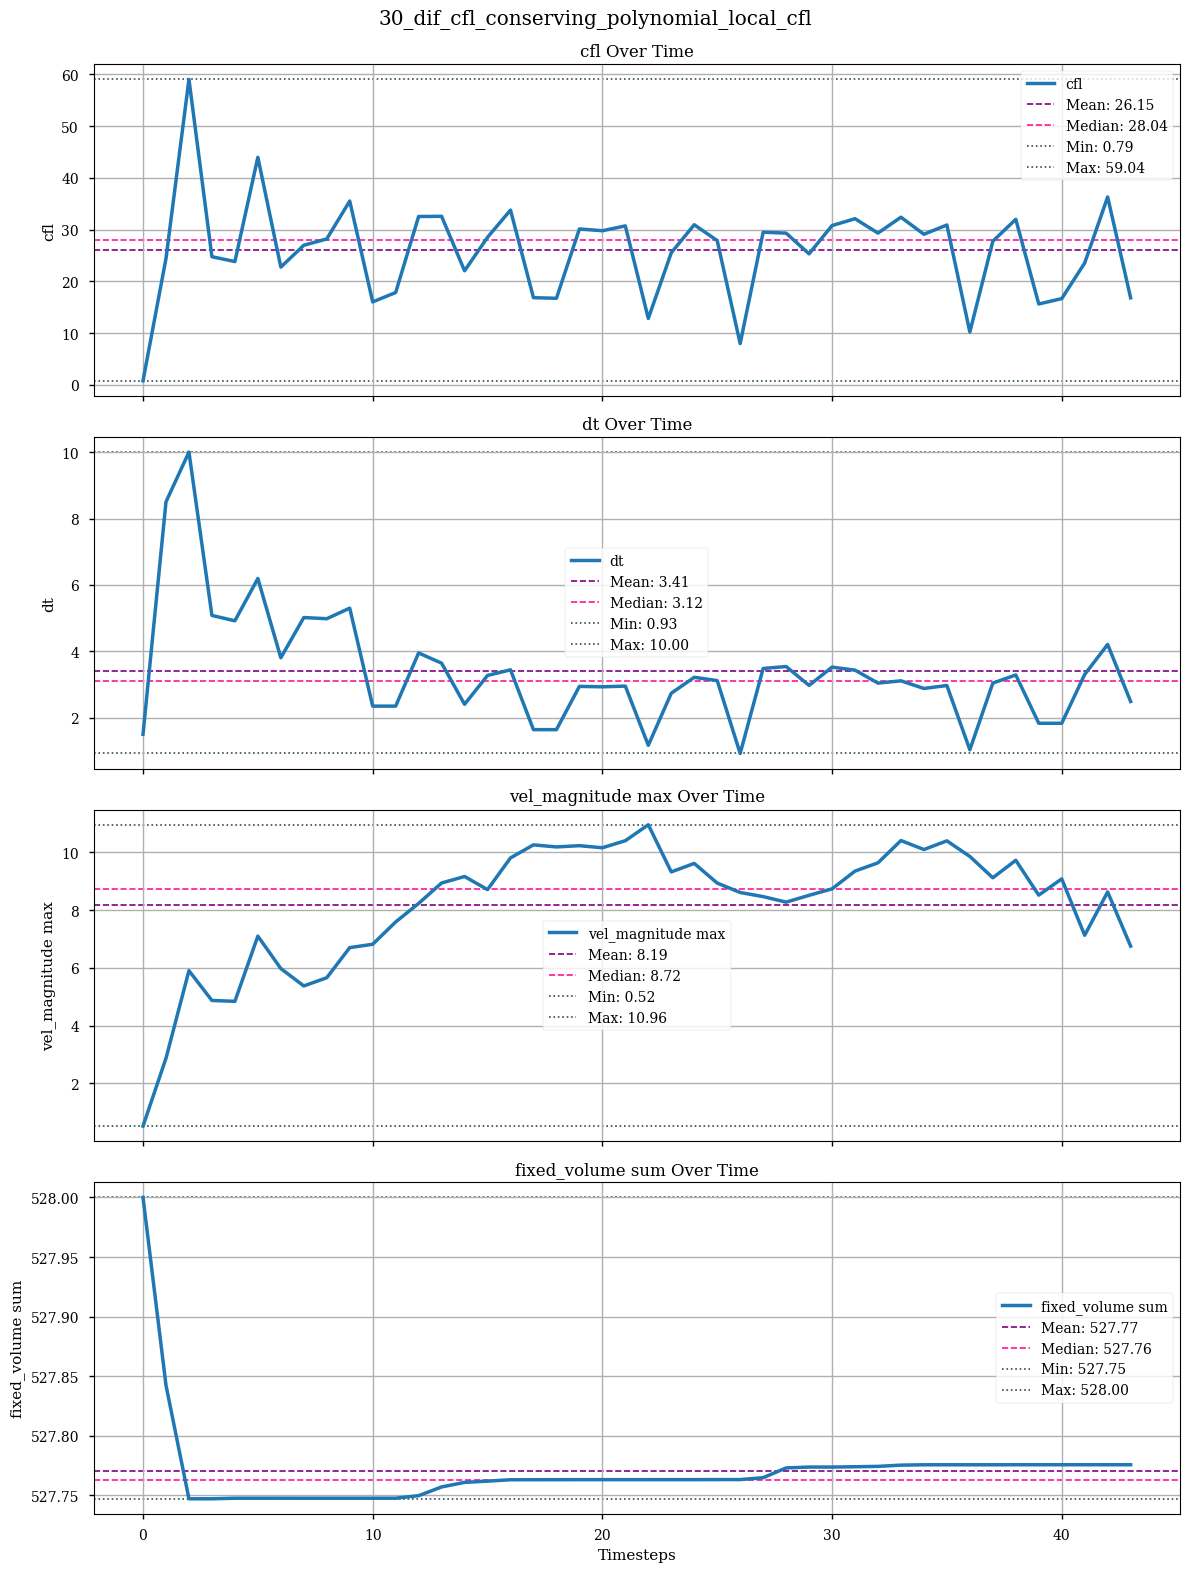 30_dif_cfl_conserving_polynomial_local_cfl
cfl Over Time
60
50
40
30
20
10
0
cfl
cfl
Mean: 26.15
Median: 28.04
Min: 0.79
Max: 59.04
dt Over Time
10
8
6
4
2
dt
dt
Mean: 3.41
Median: 3.12
Min: 0.93
Max: 10.00
vel_magnitude max Over Time
10
8
6
4
2
vel_magnitude max
vel_magnitude max
Mean: 8.19
Median: 8.72
Min: 0.52
Max: 10.96
fixed_volume sum Over Time
528.00
527.95
527.90
527.85
527.80
527.75
fixed_volume sum
fixed_volume sum
Mean: 527.77
Median: 527.76
Min: 527.75
Max: 528.00
0 10 20 30 40
Timesteps